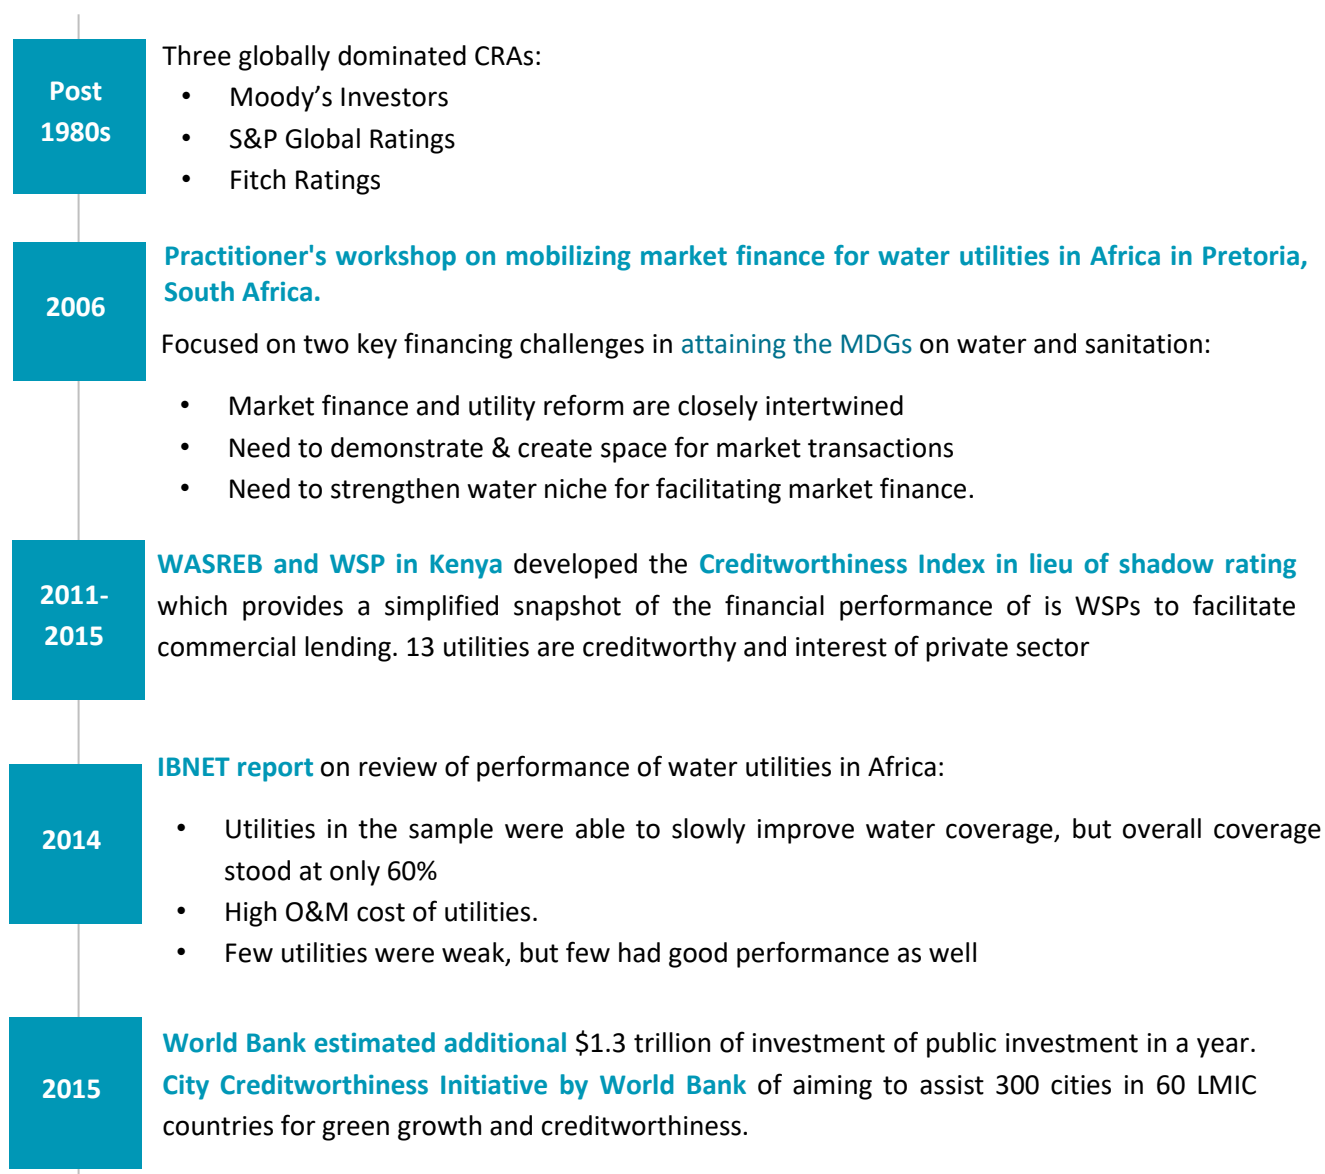 Post
1980s
Three globally dominated CRAs:
• Moody's Investors
• S&P Global Ratings
• Fitch Ratings
2006
Practitioner's workshop on mobilizing market finance for water utilities in Africa in Pretoria,
South Africa.
Focused on two key financing challenges in attaining the MDGs on water and sanitation:
• Market finance and utility reform are closely intertwined
• Need to demonstrate & create space for market transactions
• Need to strengthen water niche for facilitating market finance.
2011-
2015
WASREB and WSP in Kenya developed the Creditworthiness Index in lieu of shadow rating
which provides a simplified snapshot of the financial performance of is WSPs to facilitate
commercial lending. 13 utilities are creditworthy and interest of private sector
2014
IBNET report on review of performance of water utilities in Africa:
• Utilities in the sample were able to slowly improve water coverage, but overall coverage
stood at only 60%
• High O&M cost of utilities.
• Few utilities were weak, but few had good performance as well
2015
World Bank estimated additional $1.3 trillion of investment of public investment in a year.
City Creditworthiness Initiative by World Bank of aiming to assist 300 cities in 60 LMIC
countries for green growth and creditworthiness.